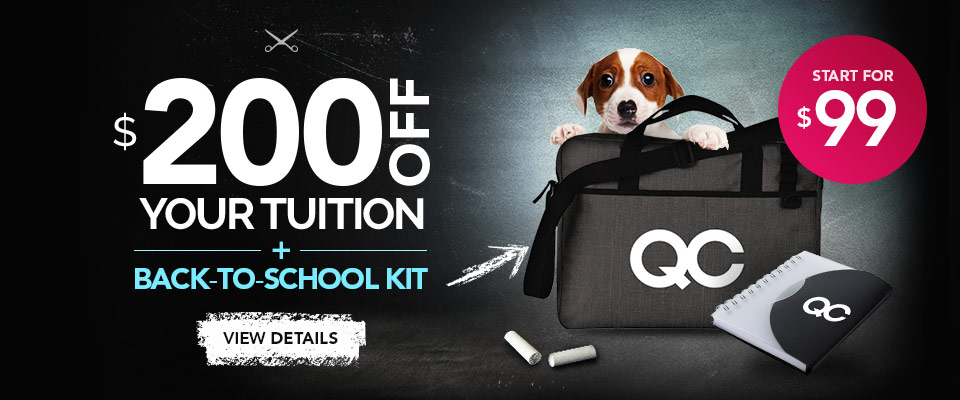 $200 OFF
YOUR TUITION
+
BACK-TO-SCHOOL KIT
VIEW DETAILS
START FOR
$99
QC
QC